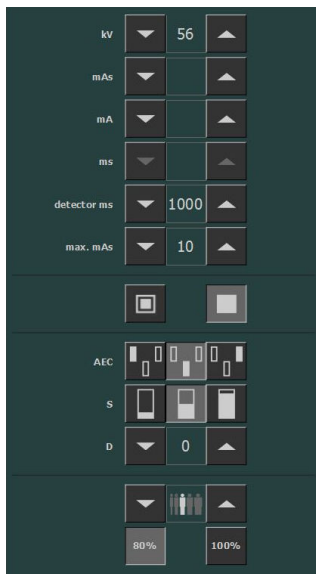 kV 56
mAs
mA
ms
detector ms 1000
max. mAs 10
AEC
S
D 0
80% 100%